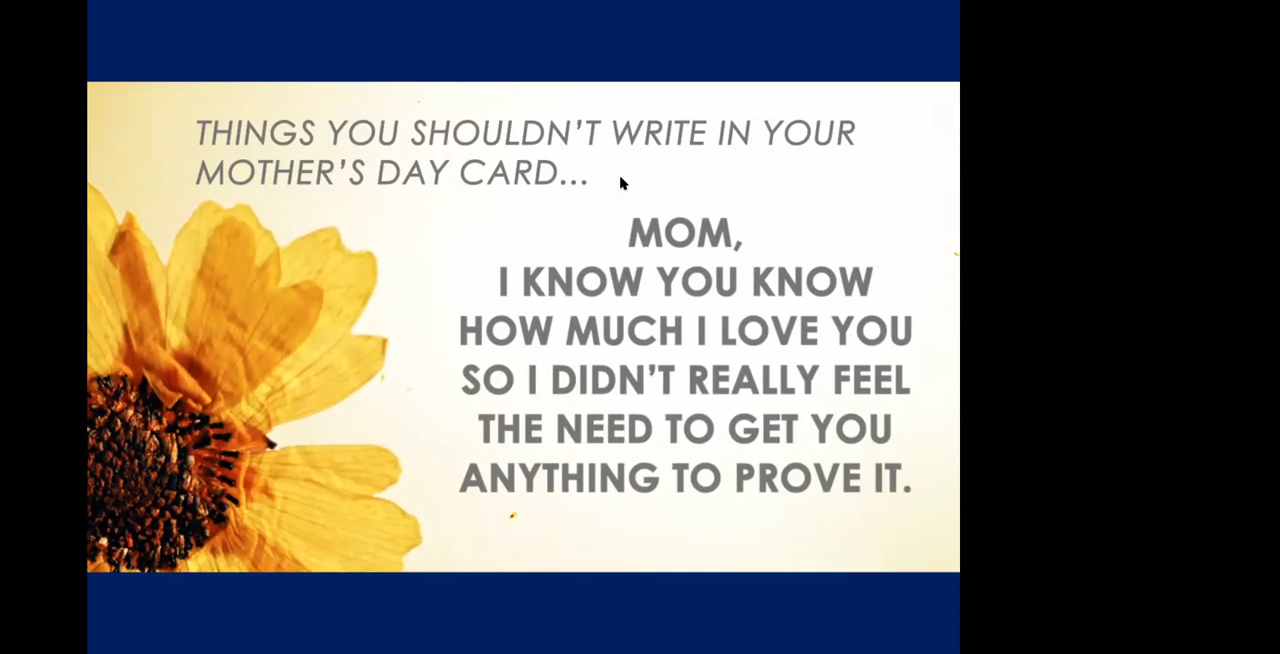 THINGS YOU SHOULDN’T WRITE IN YOUR
MOTHER’S DAY CARD...
MOM,
I KNOW YOU KNOW
HOW MUCH I LOVE YOU
SO I DIDN’T REALLY FEEL
THE NEED TO GET YOU
ANYTHING TO PROVE IT.